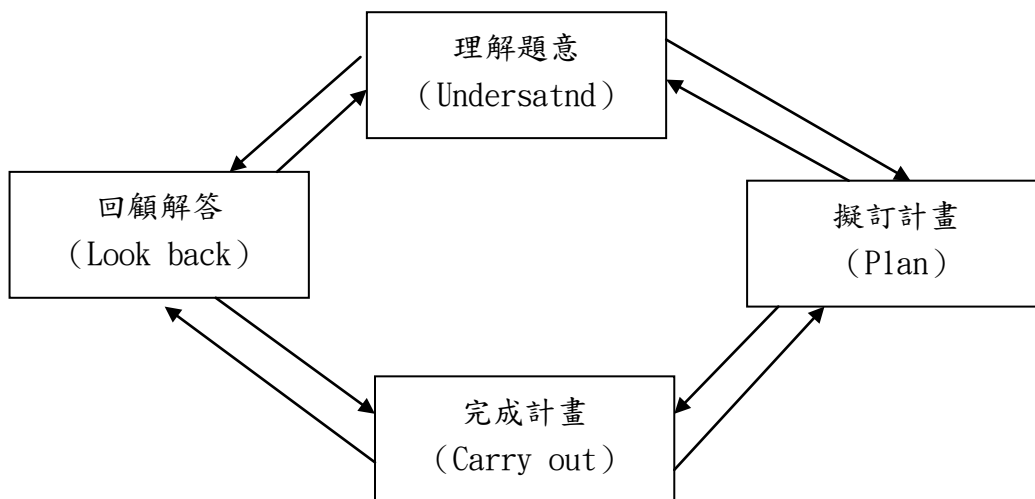 理解題意
（Undersatnd）
回顧解答
（Look back）
擬訂計畫
（Plan）
完成計畫
（Carry out）